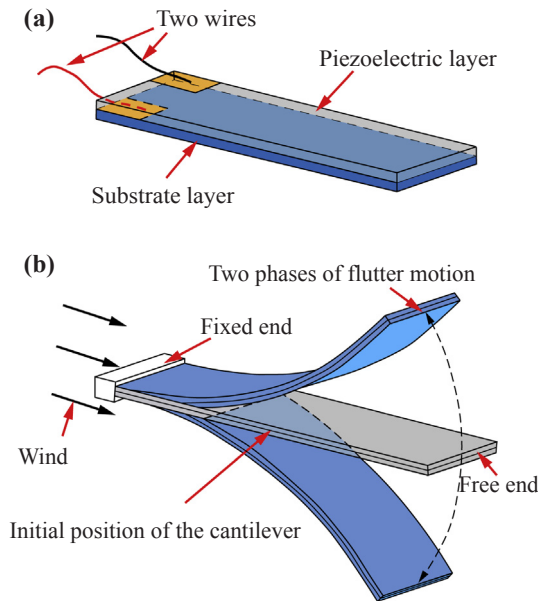 (a)
Two wires
Piezoelectric layer
Substrate layer
(b)
Two phases of flutter motion
Fixed end
Wind
Free end
Initial position of the cantilever